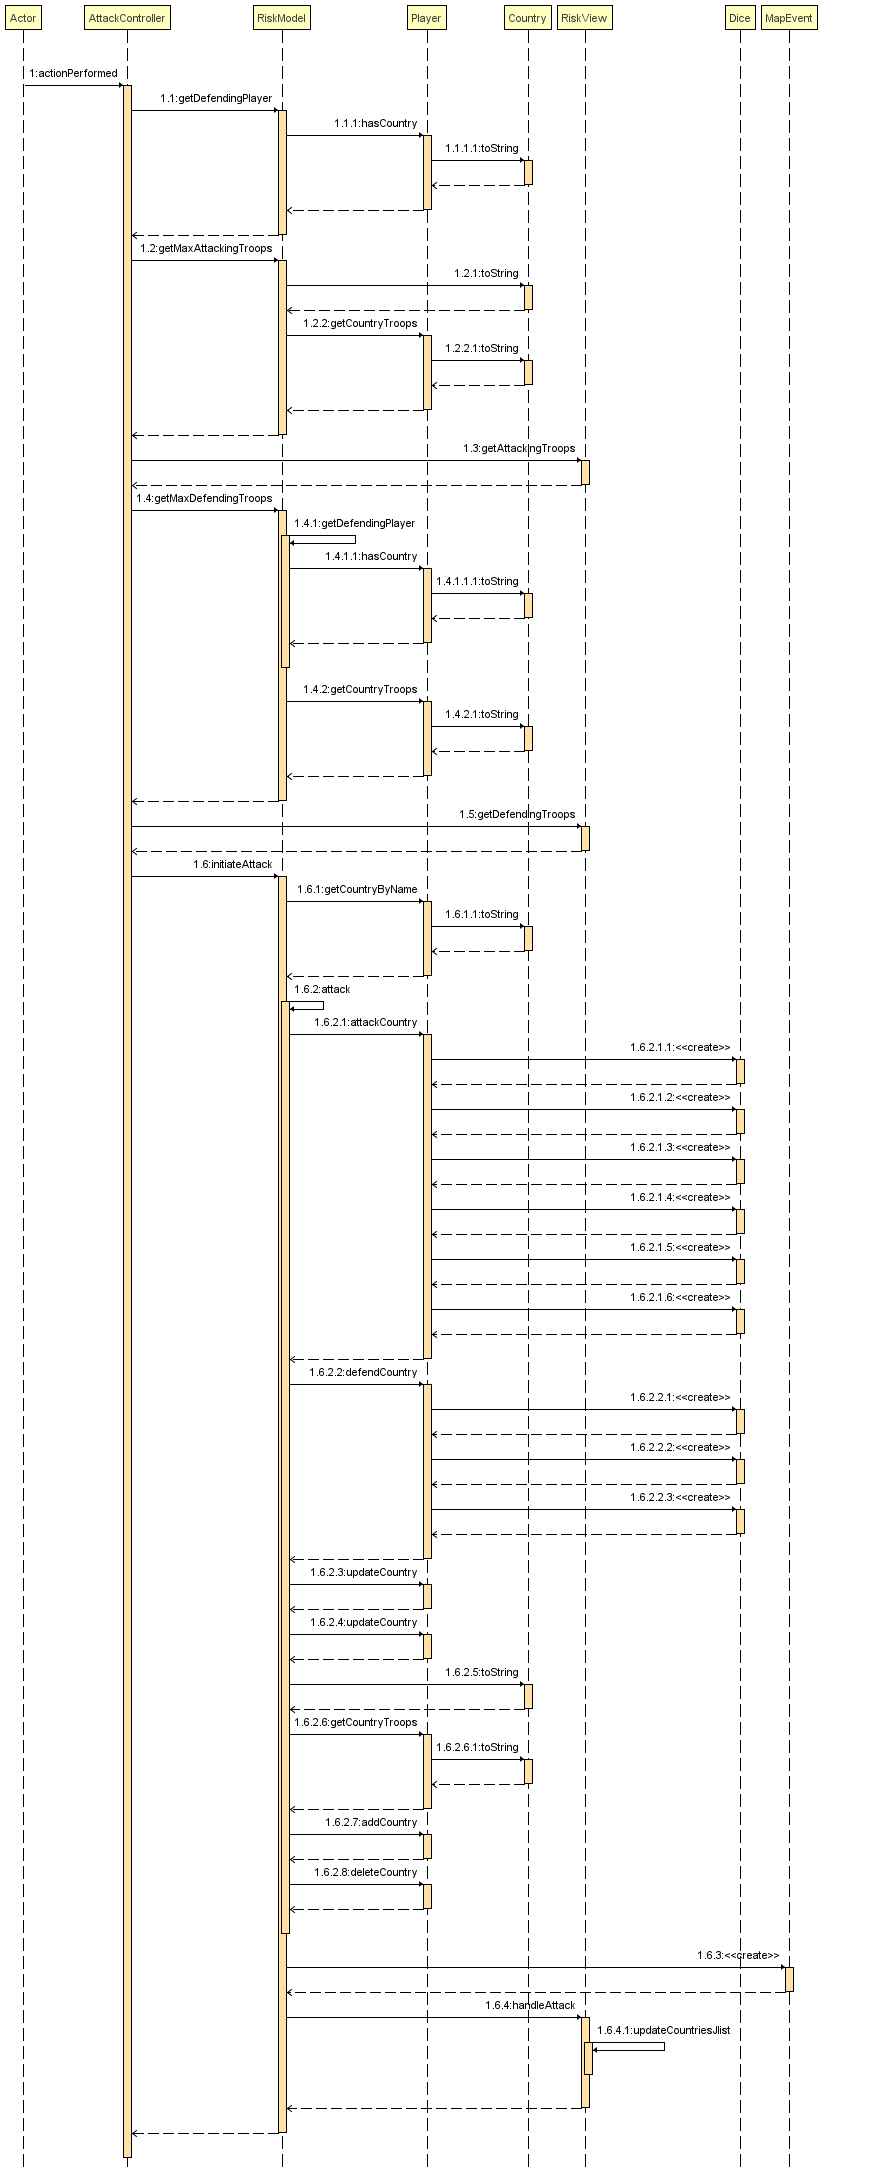 Actor
AttackController
RiskModel
Player
Country
RiskView
Dice
MapEvent
1:actionPerformed
1.1:getDefendingPlayer
1.1.1:hasCountry
1.1.1.1:toString
1.2:getMaxAttackingTroops
1.2.1:toString
1.2.2:getCountryTroops
1.2.2.1:toString
1.3:getAttackingTroops
1.4:getMaxDefendingTroops
1.4.1:getDefendingPlayer
1.4.1.1:hasCountry
1.4.1.1.1:toString
1.4.2:getCountryTroops
1.4.2.1:toString
1.5:getDefendingTroops
1.6:initiateAttack
1.6.1:getCountryByName
1.6.1.1:toString
1.6.2:attack
1.6.2.1:attackCountry
1.6.2.1.1:<<create>>
1.6.2.1.2:<<create>>
1.6.2.1.3:<<create>>
1.6.2.1.4:<<create>>
1.6.2.1.5:<<create>>
1.6.2.1.6:<<create>>
1.6.2.2:defendCountry
1.6.2.2.1:<<create>>
1.6.2.2.2:<<create>>
1.6.2.2.3:<<create>>
1.6.2.3:updateCountry
1.6.2.4:updateCountry
1.6.2.5:toString
1.6.2.6:getCountryTroops
1.6.2.6.1:toString
1.6.2.7:addCountry
1.6.2.8:deleteCountry
1.6.3:<<create>>
1.6.4:handleAttack
1.6.4.1:updateCountriesJlist